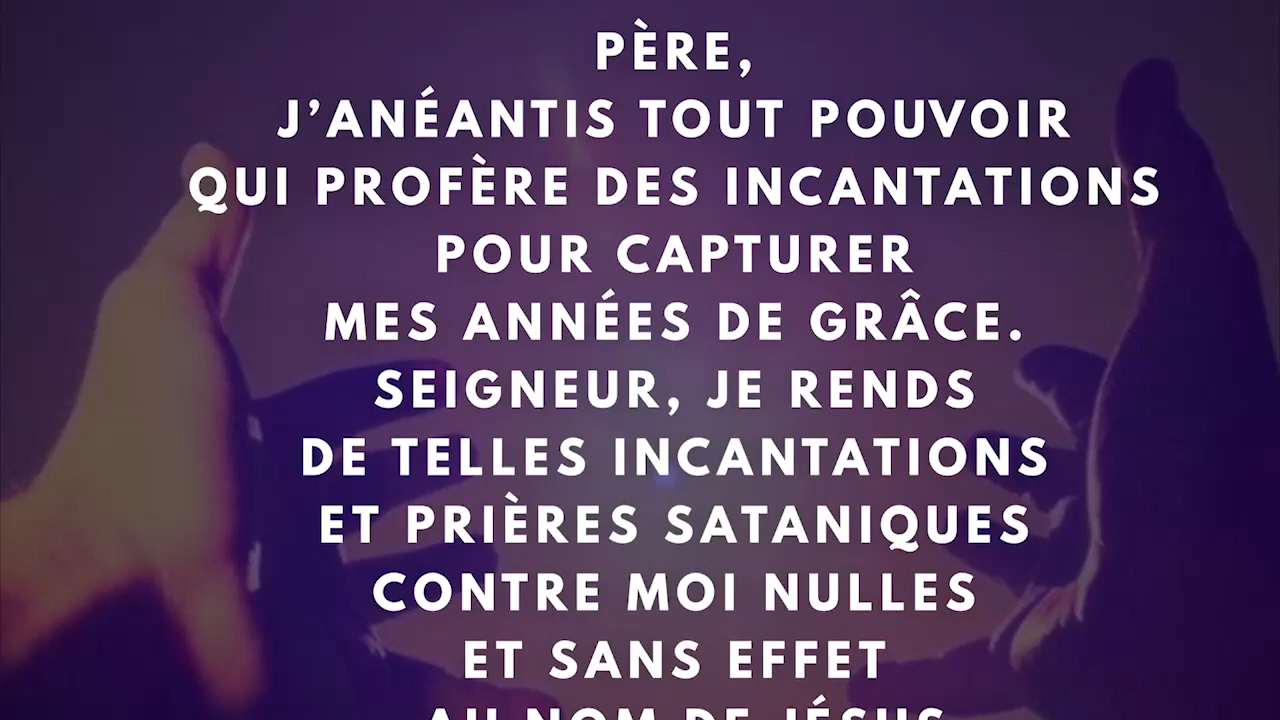 PÈRE,
J’ANÉANTIS TOUT POUVOIR
QUI PROFÈRE DES INCANTATIONS
POUR CAPTURER
MES ANNÉES DE GRÂCE.
SEIGNEUR, JE RENDS
DE TELLES INCANTATIONS
ET PRIÈRES SATANIQUES
CONTRE MOI NULLES
ET SANS EFFET
AU NOM DE JÉSUS